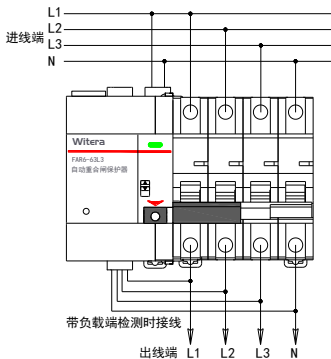 L1
L2
进线端 L3
N
Witera
FAR6-63L3
自动重合闸保护器
带负载端检测时接线
出线端 L1 L2 L3 N